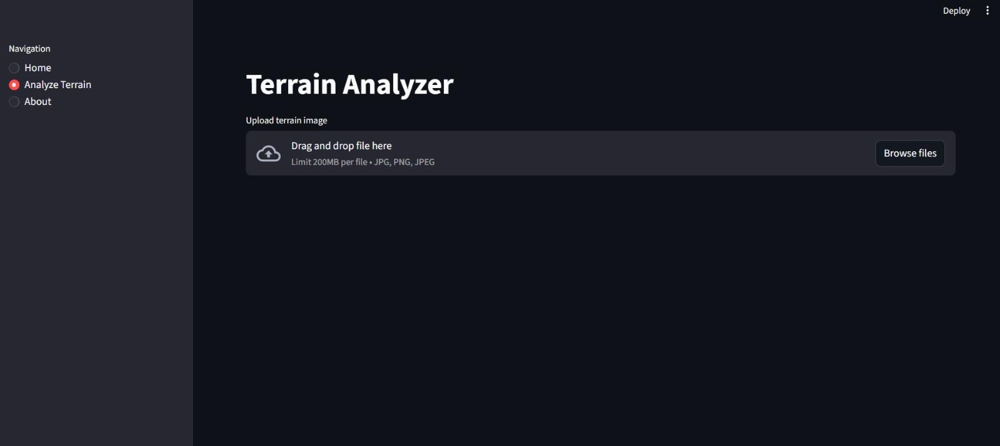 Deploy
Navigation
Home
Analyze Terrain
About
Terrain Analyzer
Upload terrain image
Drag and drop file here
Limit 200MB per file • JPG, PNG, JPEG
Browse files